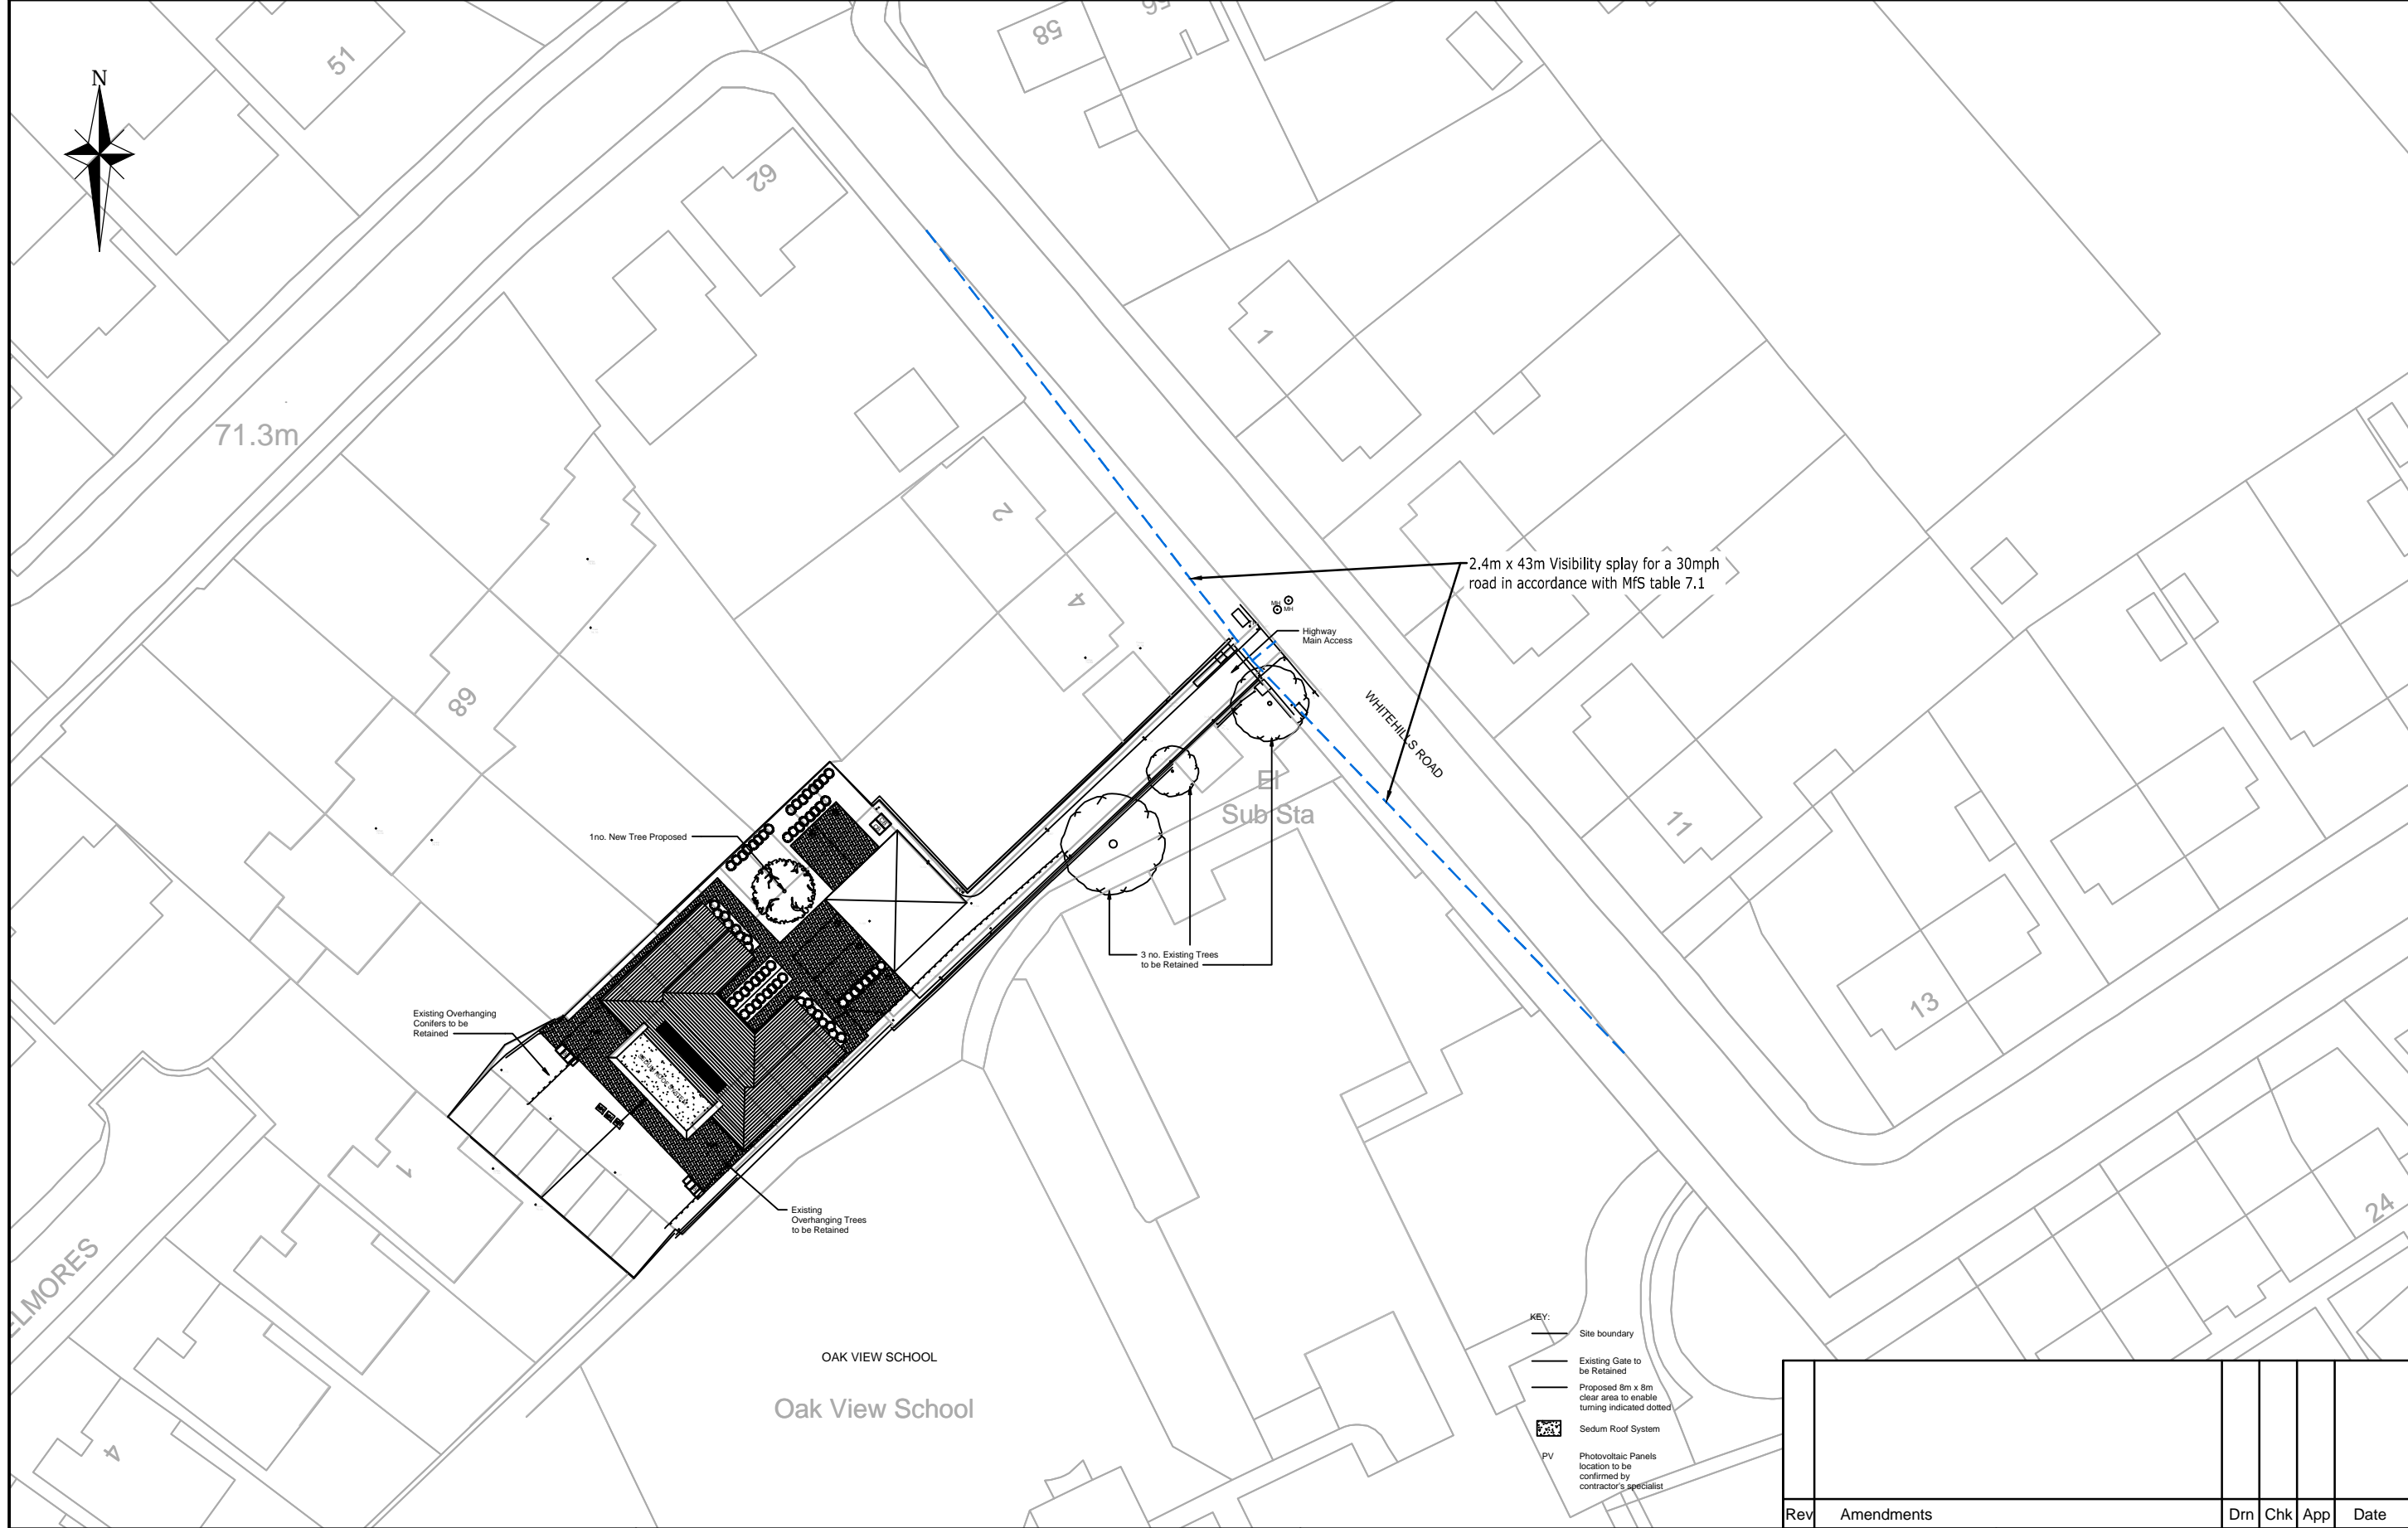 51
58
56
N
62
71.3m
1
2
2.4m x 43m Visibility splay for a 30mph
road in accordance with MfS table 7.1
4
MH
MH
Highway
Main Access
68
WHITEHILLS ROAD
El
Sub Sta
11
1no. New Tree Proposed
3 no. Existing Trees
to be Retained
13
Existing Overhanging
Conifers to be
Retained
1
Existing
Overhanging Trees
to be Retained
24
ELMORES
OAK VIEW SCHOOL
Oak View School
4
KEY:
Site boundary
Existing Gate to
be Retained
Proposed 8m x 8m
clear area to enable
turning indicated dotted
Sedum Roof System
PV Photovoltaic Panels
location to be
confirmed by
contractor's specialist
Rev Amendments Drn Chk App Date